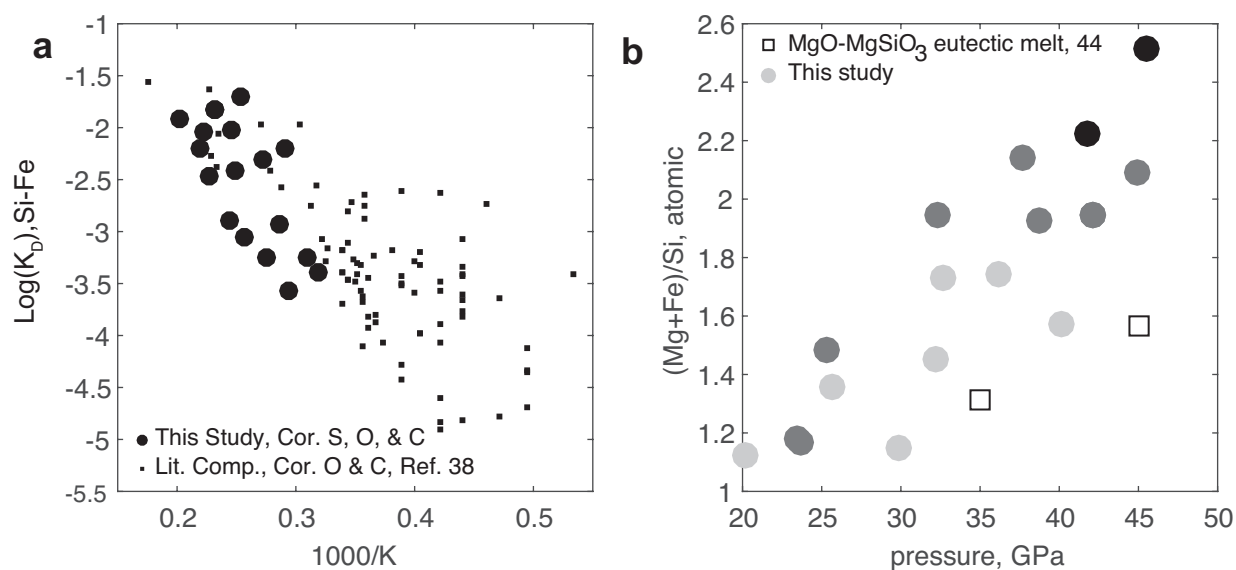 a
-1
-1.5
-2
-2.5
-3
-3.5
-4
-4.5
-5
-5.5
Log(K_D),Si-Fe
This Study, Cor. S, O, & C
Lit. Comp., Cor. O & C, Ref. 38
0.2 0.3 0.4 0.5
1000/K
b
2.6
2.4
2.2
2
1.8
1.6
1.4
1.2
1
(Mg+Fe)/Si, atomic
MgO-MgSiO3 eutectic melt, 44
This study
20 25 30 35 40 45 50
pressure, GPa